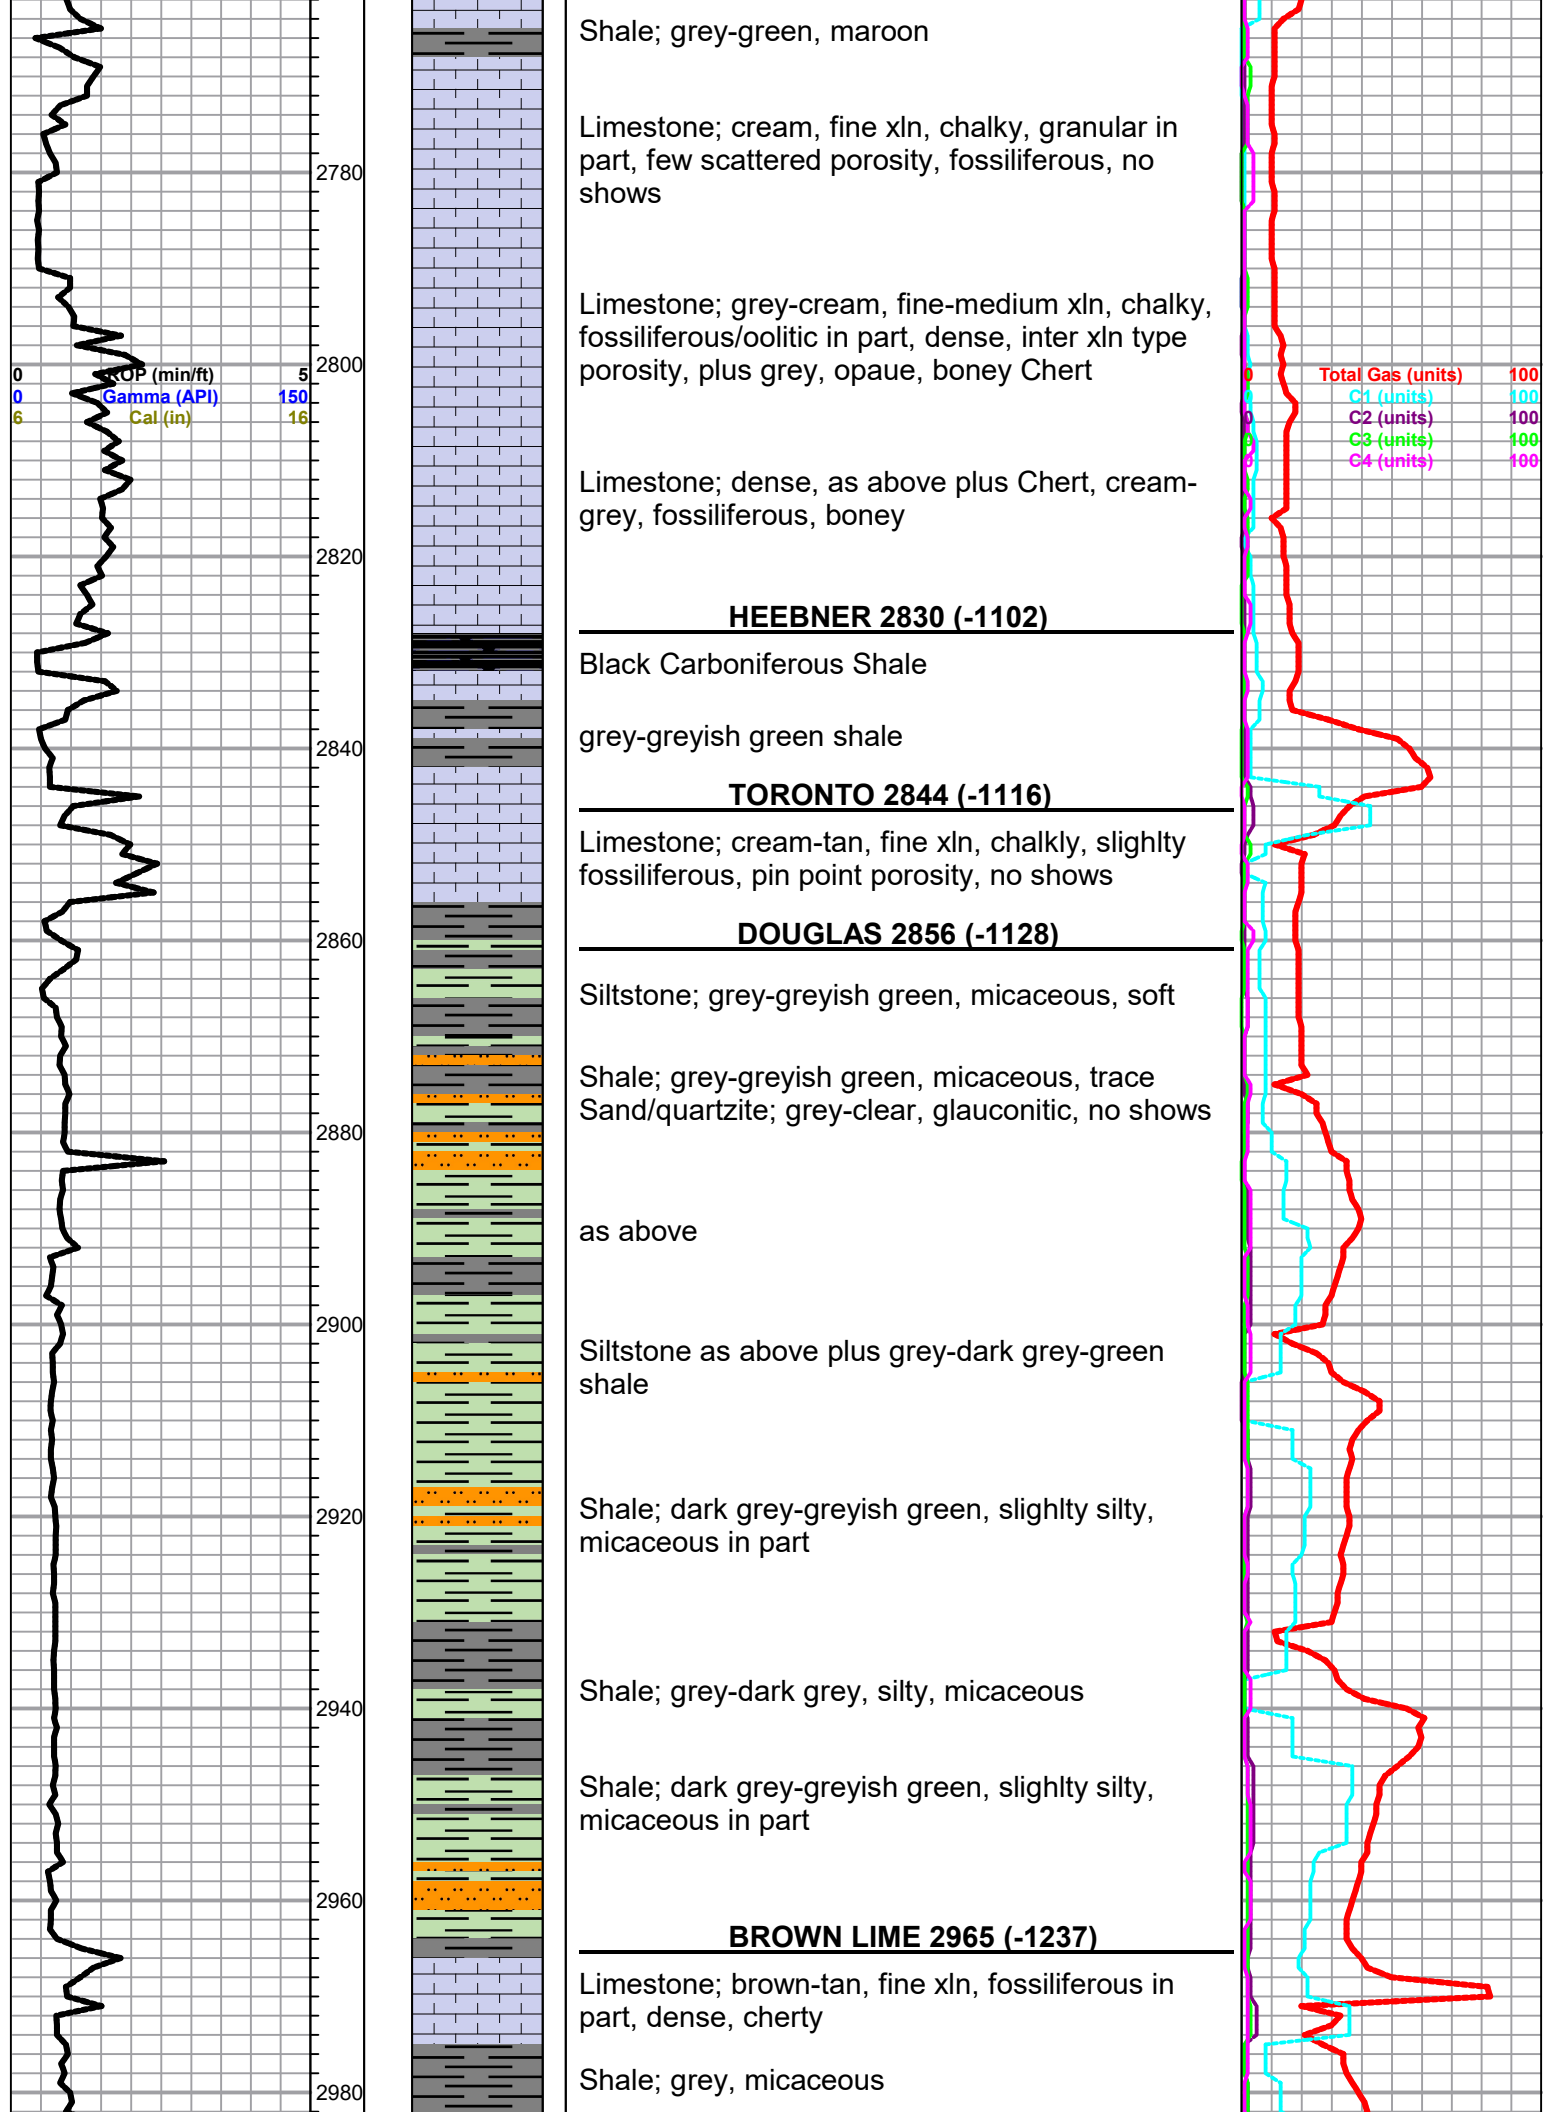 Shale; grey-green, maroon
Limestone; cream, fine xln, chalky, granular in
part, few scattered porosity, fossiliferous, no
shows
2780
Limestone; grey-cream, fine-medium xln, chalky,
fossiliferous/oolitic in part, dense, inter xln type
porosity, plus grey, opaue, boney Chert
2800
0 ROP (min/ft) 5
0 Gamma (API) 150
6 Cal (in) 16
0 Total Gas (units) 100
0 C1 (units) 100
0 C2 (units) 100
0 C3 (units) 100
0 C4 (units) 100
Limestone; dense, as above plus Chert, cream-
grey, fossiliferous, boney
2820
HEEBNER 2830 (-1102)
Black Carboniferous Shale
grey-greyish green shale
2840
TORONTO 2844 (-1116)
Limestone; cream-tan, fine xln, chalkly, slighlty
fossiliferous, pin point porosity, no shows
DOUGLAS 2856 (-1128)
2860
Siltstone; grey-greyish green, micaceous, soft
Shale; grey-greyish green, micaceous, trace
Sand/quartzite; grey-clear, glauconitic, no shows
2880
as above
2900
Siltstone as above plus grey-dark grey-green
shale
Shale; dark grey-greyish green, slighlty silty,
micaceous in part
2920
Shale; grey-dark grey, silty, micaceous
2940
Shale; dark grey-greyish green, slighlty silty,
micaceous in part
2960
BROWN LIME 2965 (-1237)
Limestone; brown-tan, fine xln, fossiliferous in
part, dense, cherty
Shale; grey, micaceous
2980